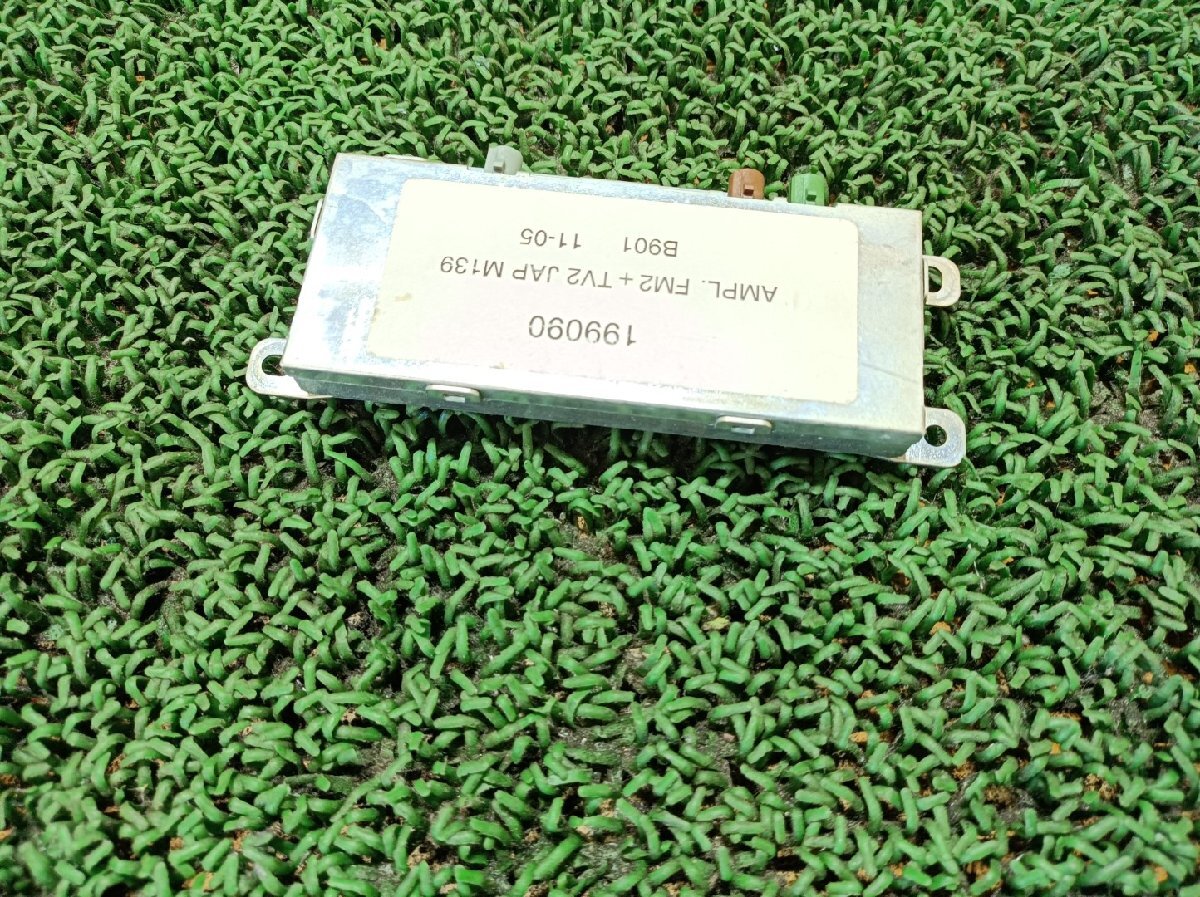 199090
AMPL. FM2 + TV2 JAP M139
B901 11-05